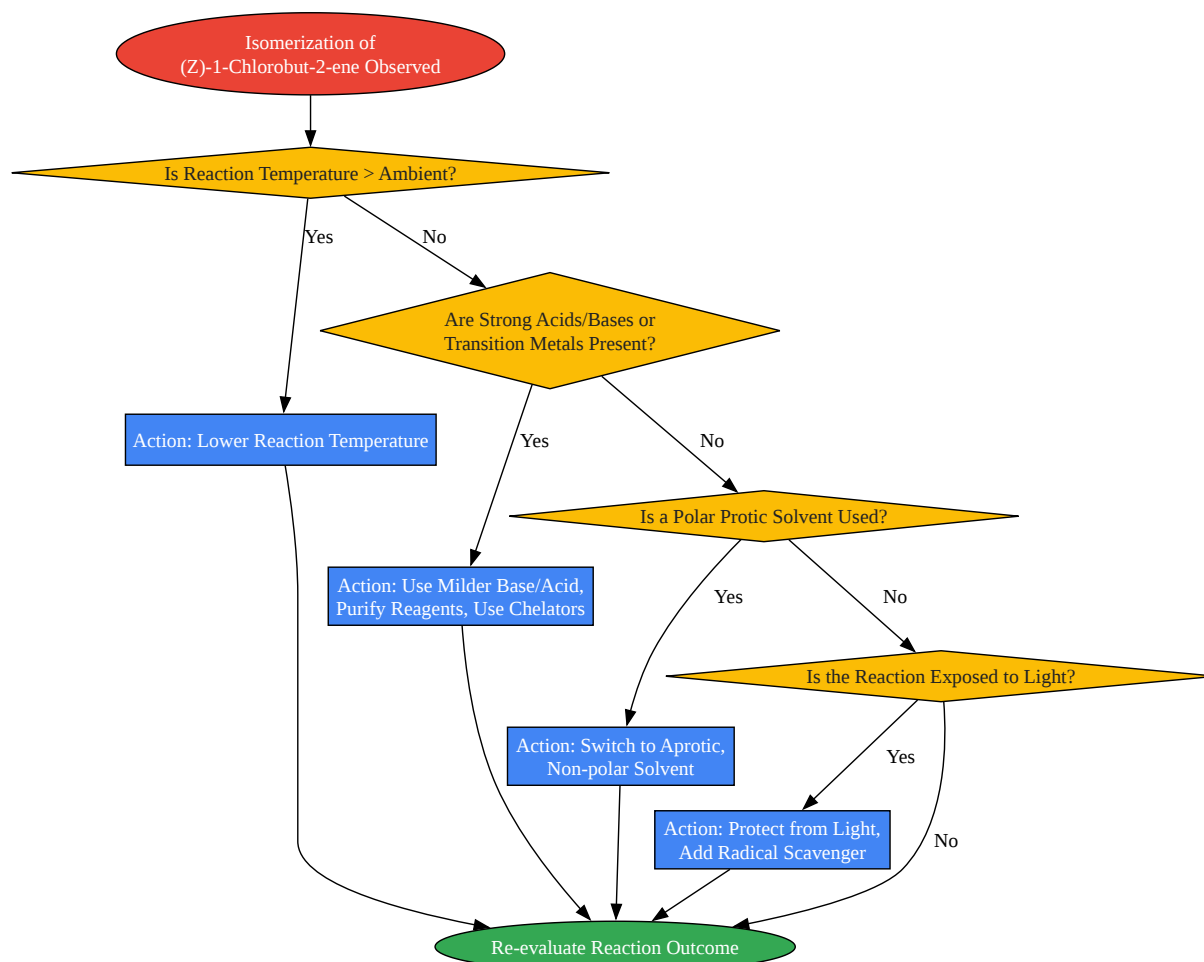 Isomerization of
(Z)-1-Chlorobut-2-ene Observed
Is Reaction Temperature > Ambient?
Yes
No
Are Strong Acids/Bases or
Transition Metals Present?
Action: Lower Reaction Temperature
Yes
No
Is a Polar Protic Solvent Used?
Action: Use Milder Base/Acid,
Purify Reagents, Use Chelators
Yes
No
Is the Reaction Exposed to Light?
Action: Switch to Aprotic,
Non-polar Solvent
Yes
Action: Protect from Light,
Add Radical Scavenger
No
Re-evaluate Reaction Outcome